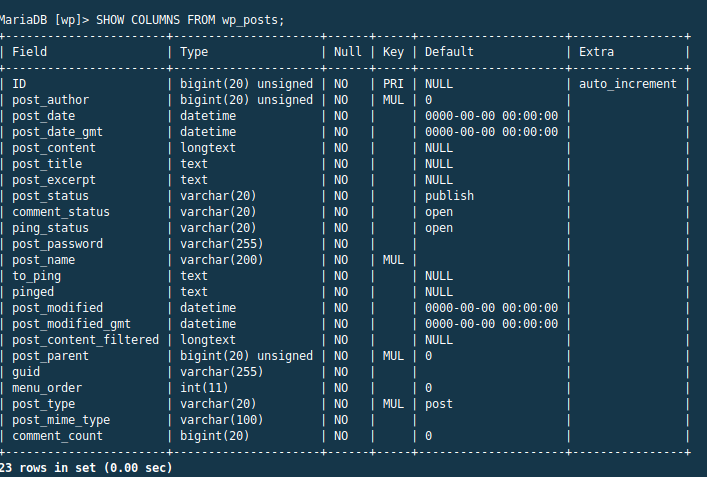 MariaDB [wp]> SHOW COLUMNS FROM wp_posts;
+-----------------------+---------------------+------+-----+---------------------+----------------+
| Field                 | Type                | Null | Key | Default             | Extra          |
+-----------------------+---------------------+------+-----+---------------------+----------------+
| ID                    | bigint(20) unsigned | NO   | PRI | NULL                | auto_increment |
| post_author           | bigint(20) unsigned | NO   | MUL | 0                   |                |
| post_date             | datetime            | NO   |     | 0000-00-00 00:00:00 |                |
| post_date_gmt         | datetime            | NO   |     | 0000-00-00 00:00:00 |                |
| post_content          | longtext            | NO   |     | NULL                |                |
| post_title            | text                | NO   |     | NULL                |                |
| post_excerpt          | text                | NO   |     | NULL                |                |
| post_status           | varchar(20)         | NO   |     | publish             |                |
| comment_status        | varchar(20)         | NO   |     | open                |                |
| ping_status           | varchar(20)         | NO   |     | open                |                |
| post_password         | varchar(255)        | NO   |     |                     |                |
| post_name             | varchar(200)        | NO   | MUL |                     |                |
| to_ping               | text                | NO   |     | NULL                |                |
| pinged                | text                | NO   |     | NULL                |                |
| post_modified         | datetime            | NO   |     | 0000-00-00 00:00:00 |                |
| post_modified_gmt     | datetime            | NO   |     | 0000-00-00 00:00:00 |                |
| post_content_filtered | longtext            | NO   |     | NULL                |                |
| post_parent           | bigint(20) unsigned | NO   | MUL | 0                   |                |
| guid                  | varchar(255)        | NO   |     |                     |                |
| menu_order            | int(11)             | NO   |     | 0                   |                |
| post_type             | varchar(20)         | NO   | MUL | post                |                |
| post_mime_type        | varchar(100)        | NO   |     |                     |                |
| comment_count         | bigint(20)          | NO   |     | 0                   |                |
+-----------------------+---------------------+------+-----+---------------------+----------------+
23 rows in set (0.00 sec)